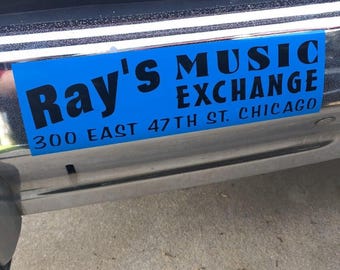 Ray's MUSIC
EXCHANGE
300 EAST 47TH ST. CHICAGO